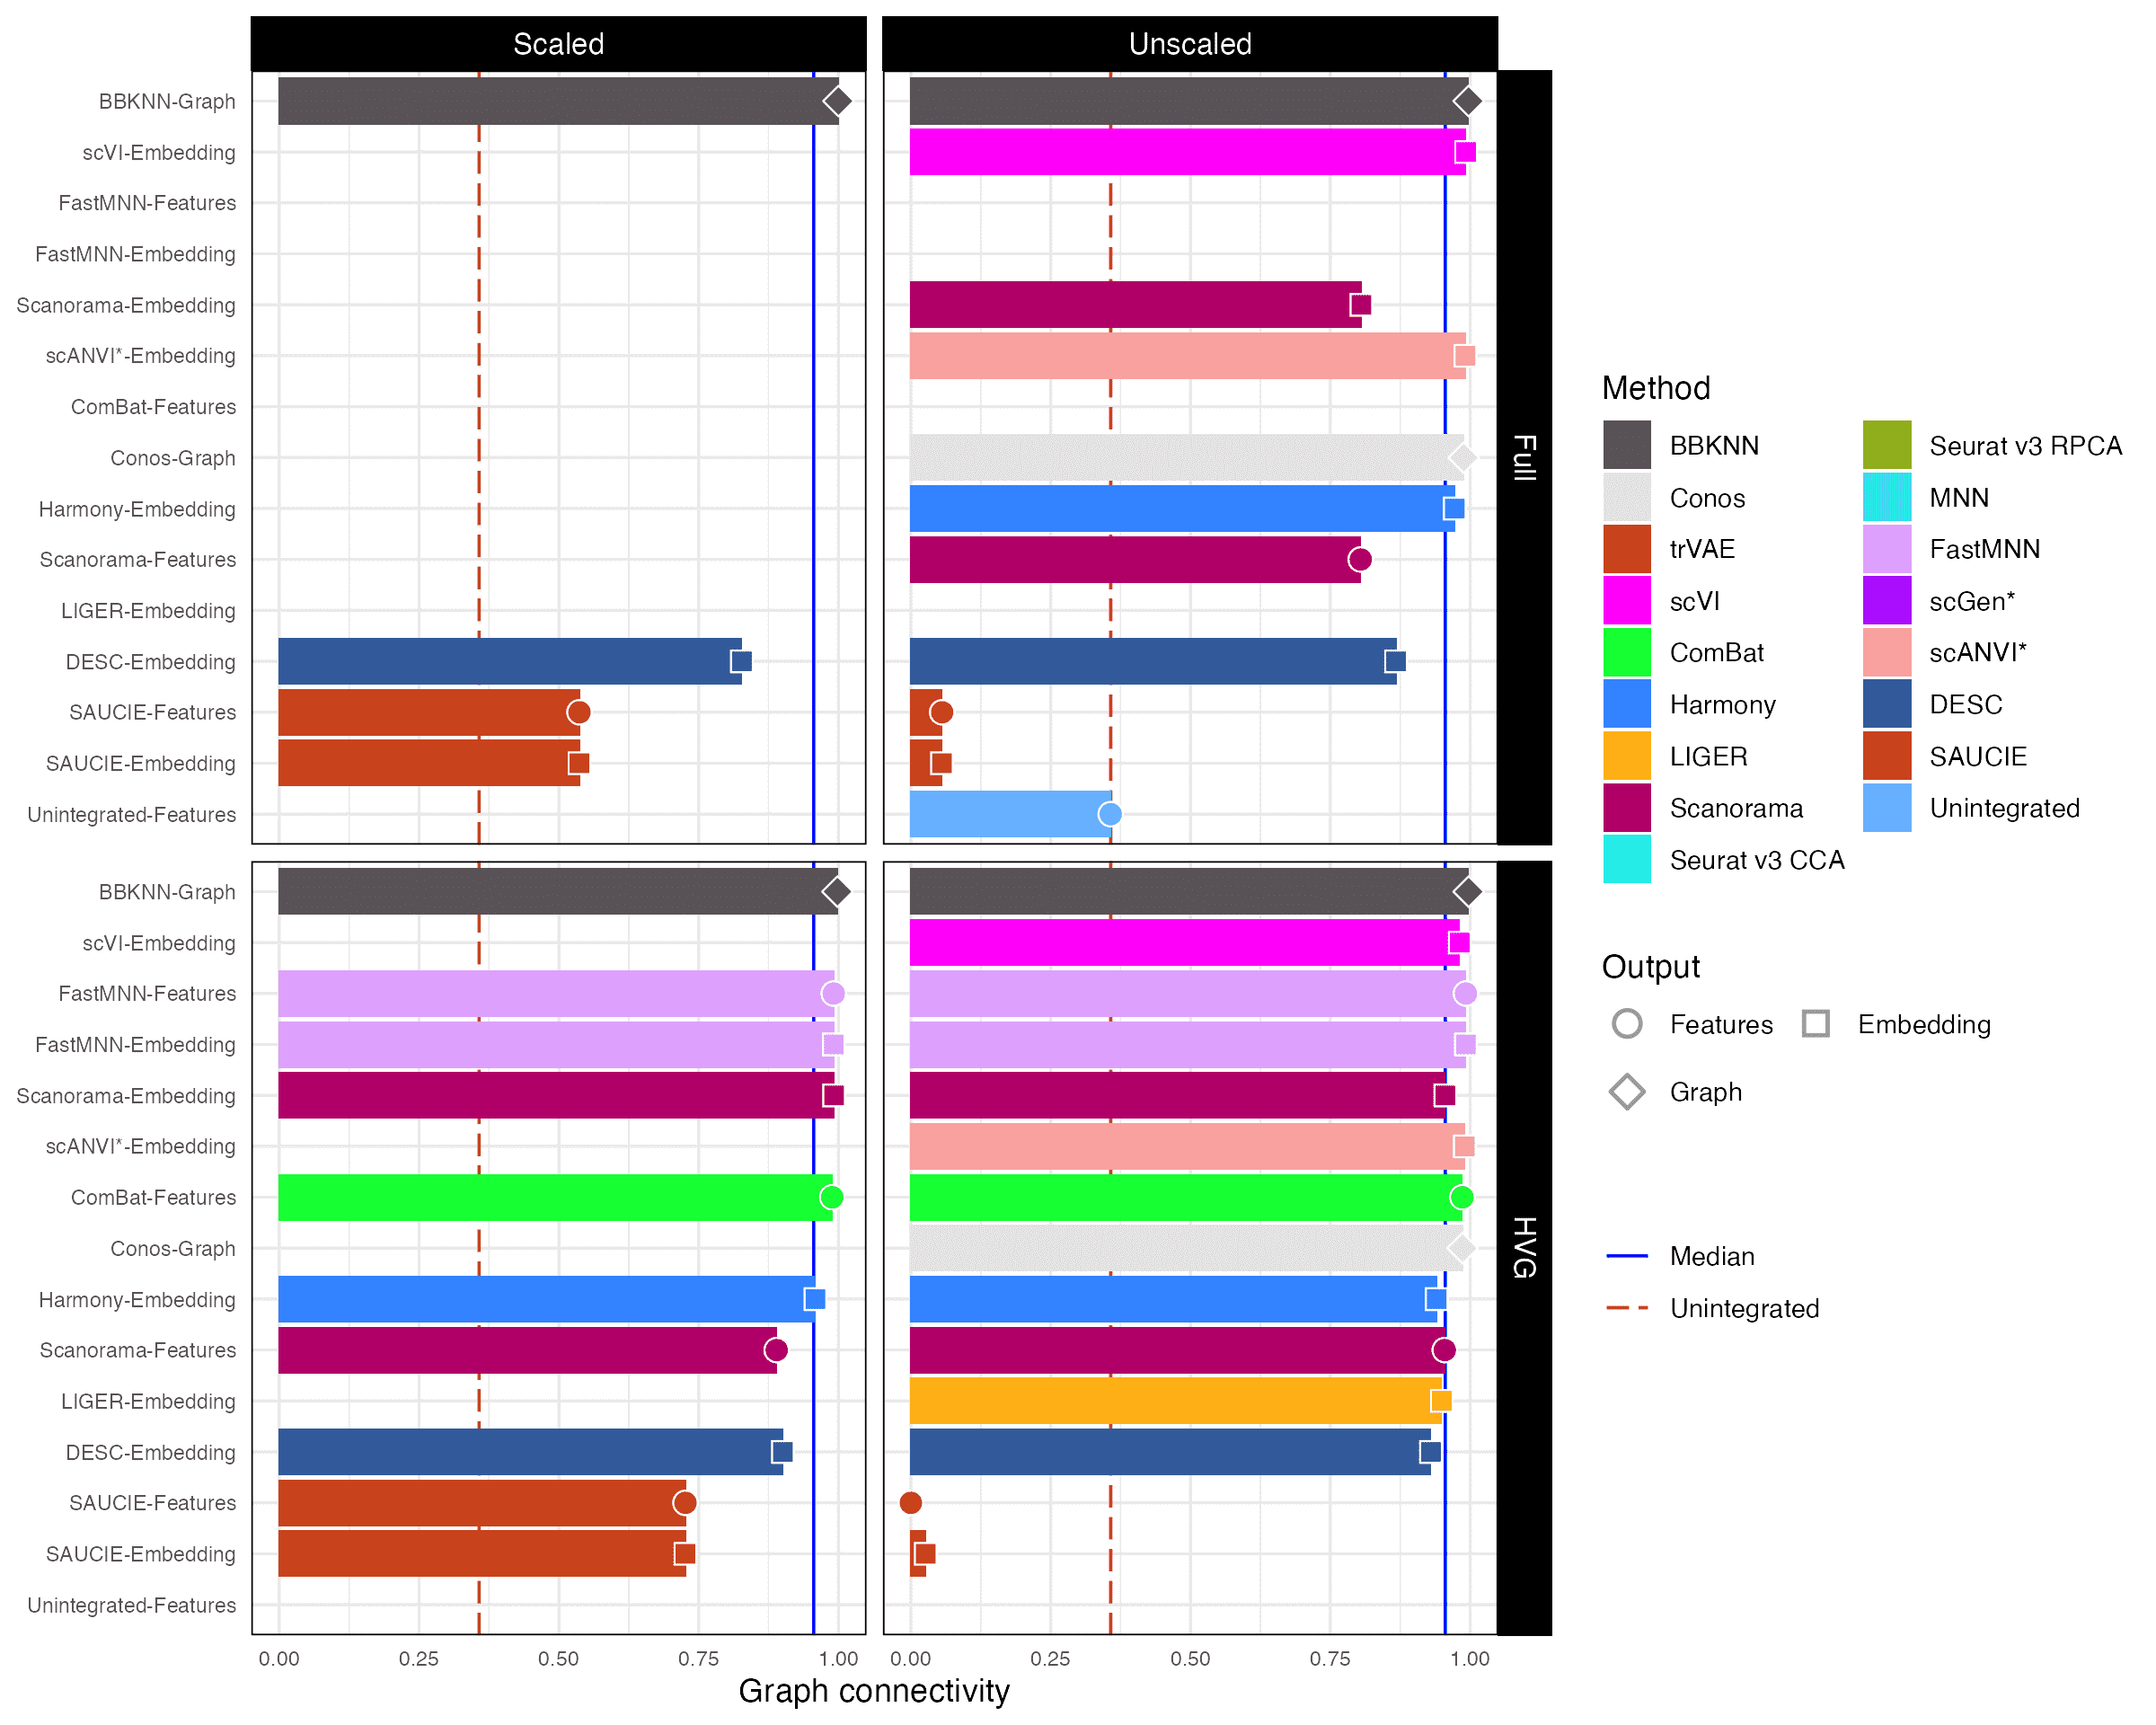 Scaled
Unscaled
BBKNN-Graph
scVI-Embedding
FastMNN-Features
FastMNN-Embedding
Scanorama-Embedding
scANVI*-Embedding
ComBat-Features
Conos-Graph
Harmony-Embedding
Scanorama-Features
LIGER-Embedding
DESC-Embedding
SAUCIE-Features
SAUCIE-Embedding
Unintegrated-Features
Full
BBKNN-Graph
scVI-Embedding
FastMNN-Features
FastMNN-Embedding
Scanorama-Embedding
scANVI*-Embedding
ComBat-Features
Conos-Graph
Harmony-Embedding
Scanorama-Features
LIGER-Embedding
DESC-Embedding
SAUCIE-Features
SAUCIE-Embedding
Unintegrated-Features
HVG
0.00 0.25 0.50 0.75 1.00
0.00 0.25 0.50 0.75 1.00
Graph connectivity
Method
BBKNN
Conos
trVAE
scVI
ComBat
Harmony
LIGER
Scanorama
Seurat v3 CCA
Seurat v3 RPCA
MNN
FastMNN
scGen*
scANVI*
DESC
SAUCIE
Unintegrated
Output
Features
Embedding
Graph
Median
Unintegrated